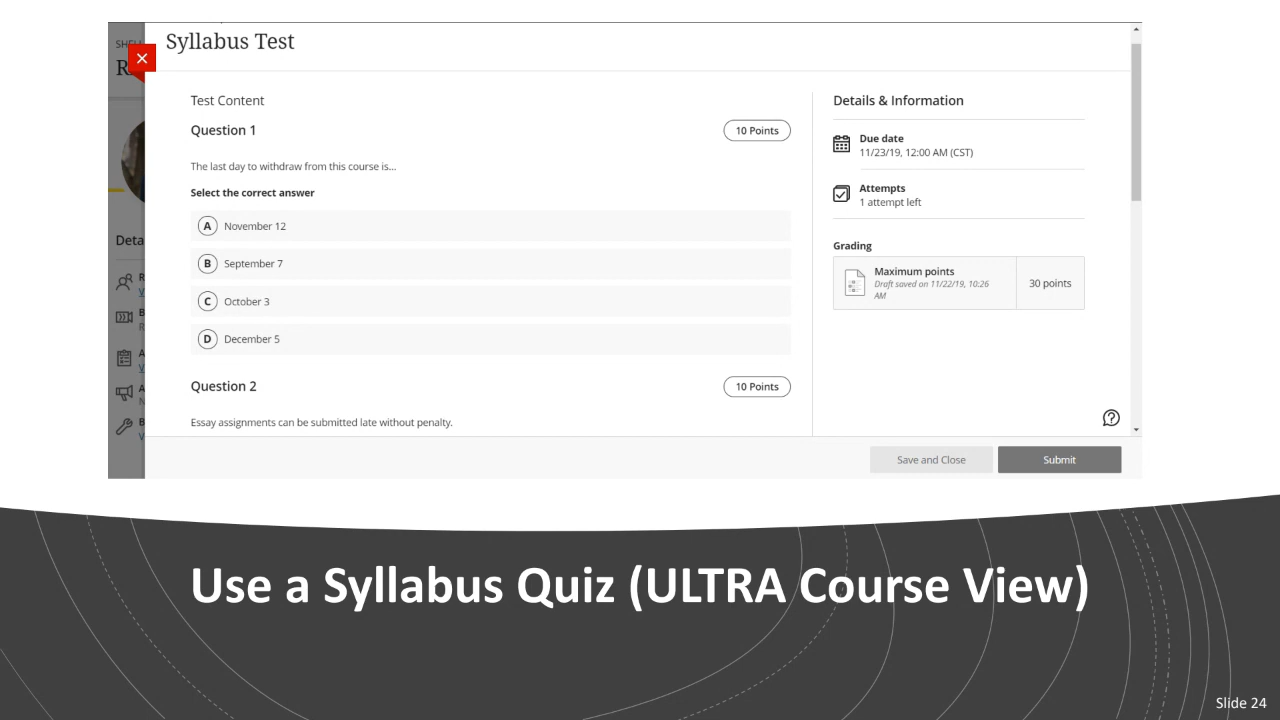 Syllabus Test
Test Content
Question 1
10 Points
The last day to withdraw from this course is...
Select the correct answer
A November 12
B September 7
C October 3
D December 5
Question 2
10 Points
Essay assignments can be submitted late without penalty.
Details & Information
Due date
11/23/19, 12:00 AM (CST)
Attempts
1 attempt left
Grading
Maximum points
Draft saved on 11/22/19, 10:26
AM
30 points
Save and Close
Submit
Use a Syllabus Quiz (ULTRA Course View)
Slide 24